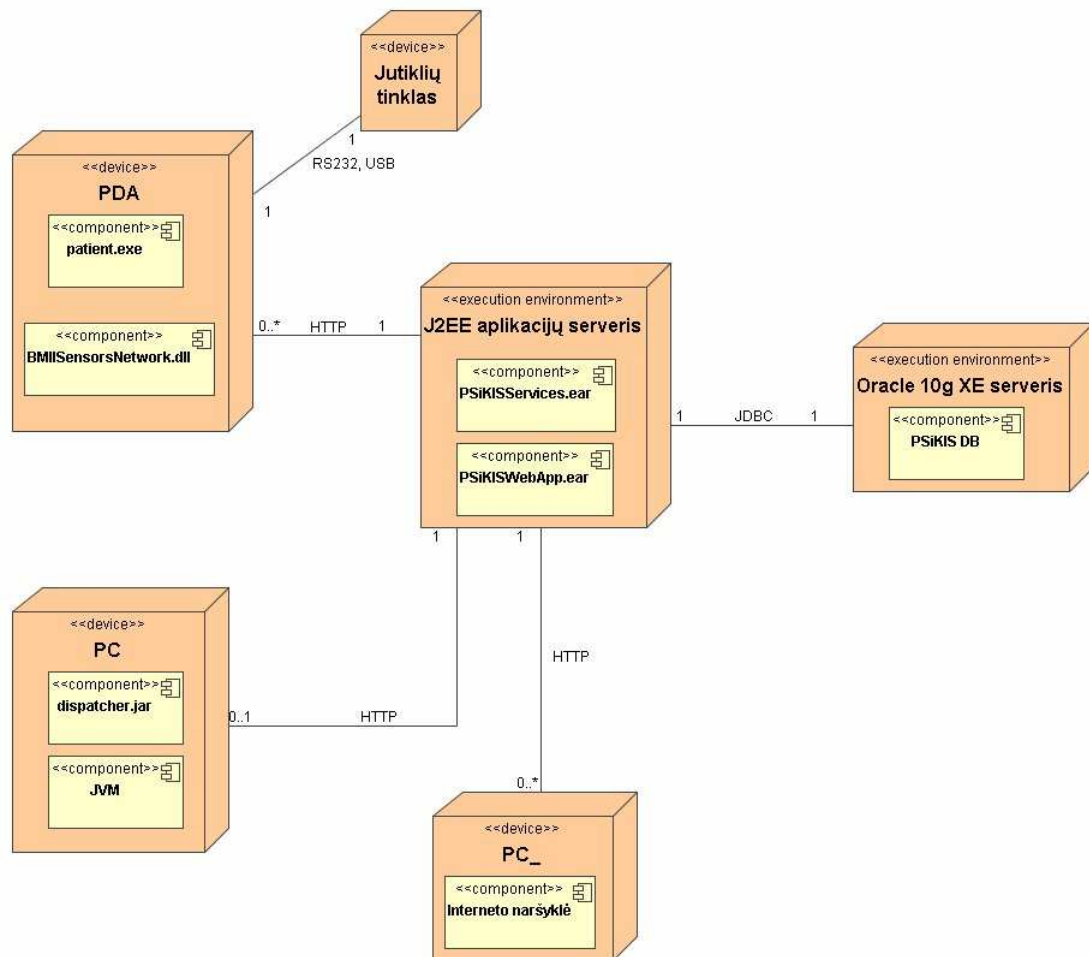 <<device>>
Jutiklių
tinklas
1
RS232, USB
1
<<device>>
PDA
<<component>>
patient.exe
<<component>>
BMIISensorsNetwork.dll
0..*
HTTP
1
<<execution environment>>
J2EE aplikacijų serveris
<<component>>
PSiKISServices.ear
<<component>>
PSiKISWebApp.ear
1
JDBC
1
<<execution environment>>
Oracle 10g XE serveris
<<component>>
PSiKIS DB
1
1
HTTP
<<device>>
PC
<<component>>
dispatcher.jar
<<component>>
JVM
0..1
HTTP
0..*
<<device>>
PC_
<<component>>
Interneto naršyklė